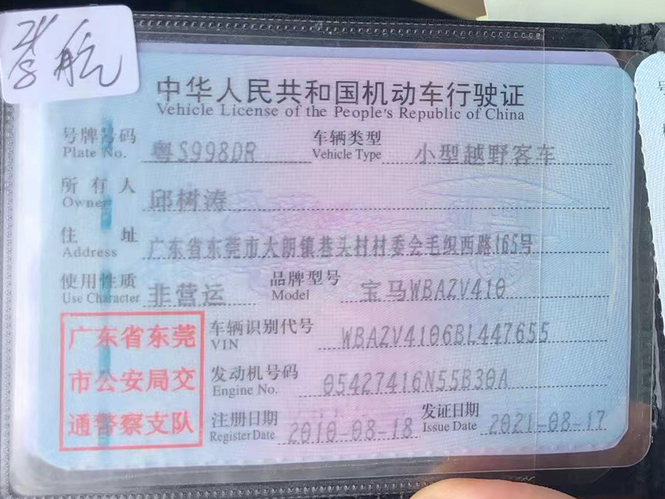 中华人民共和国机动车行驶证
Vehicle License of the People's Republic of China
号牌号码 粤S998DR 车辆类型 小型越野客车
Plate No. Vehicle Type
所有人 邱树涛
Owner
住址 广东省东莞市大朗镇巷头村村委会毛织西路165号
Address
使用性质 非营运 品牌型号 宝马WBAZV410
Use Character Model
广东省东莞
市公安局交
通警察支队
车辆识别代号 WBAZV4106BL447655
VIN
发动机号码 05427416N55B30A
Engine No.
注册日期 2010-08-18 发证日期 2021-08-17
Register Date Issue Date